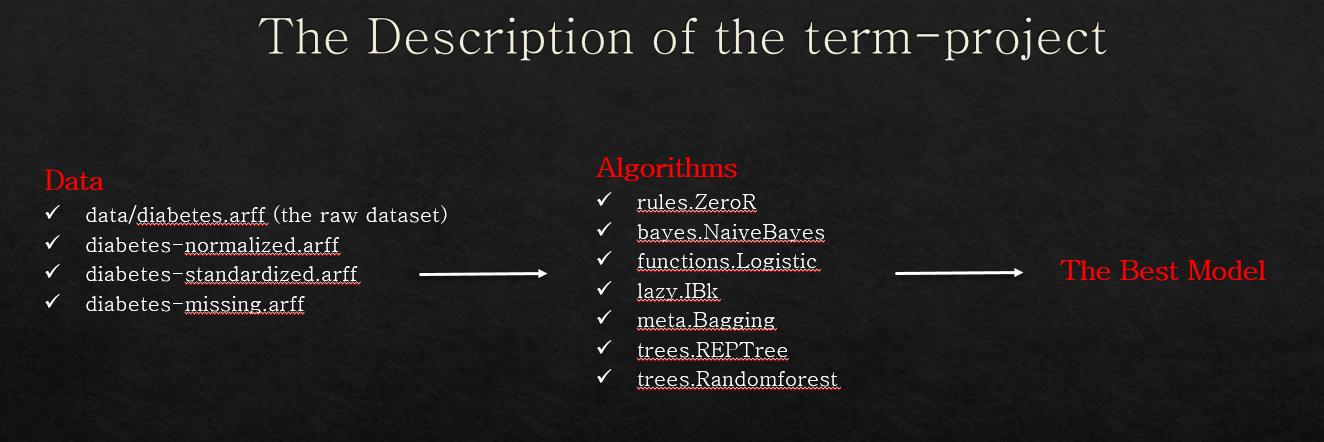 The Description of the term-project
Data
data/diabetes.arff (the raw dataset)
diabetes-normalized.arff
diabetes-standardized.arff
diabetes-missing.arff
Algorithms
rules.ZeroR
bayes.NaiveBayes
functions.Logistic
lazy.IBk
meta.Bagging
trees.REPTree
trees.Randomforest
The Best Model